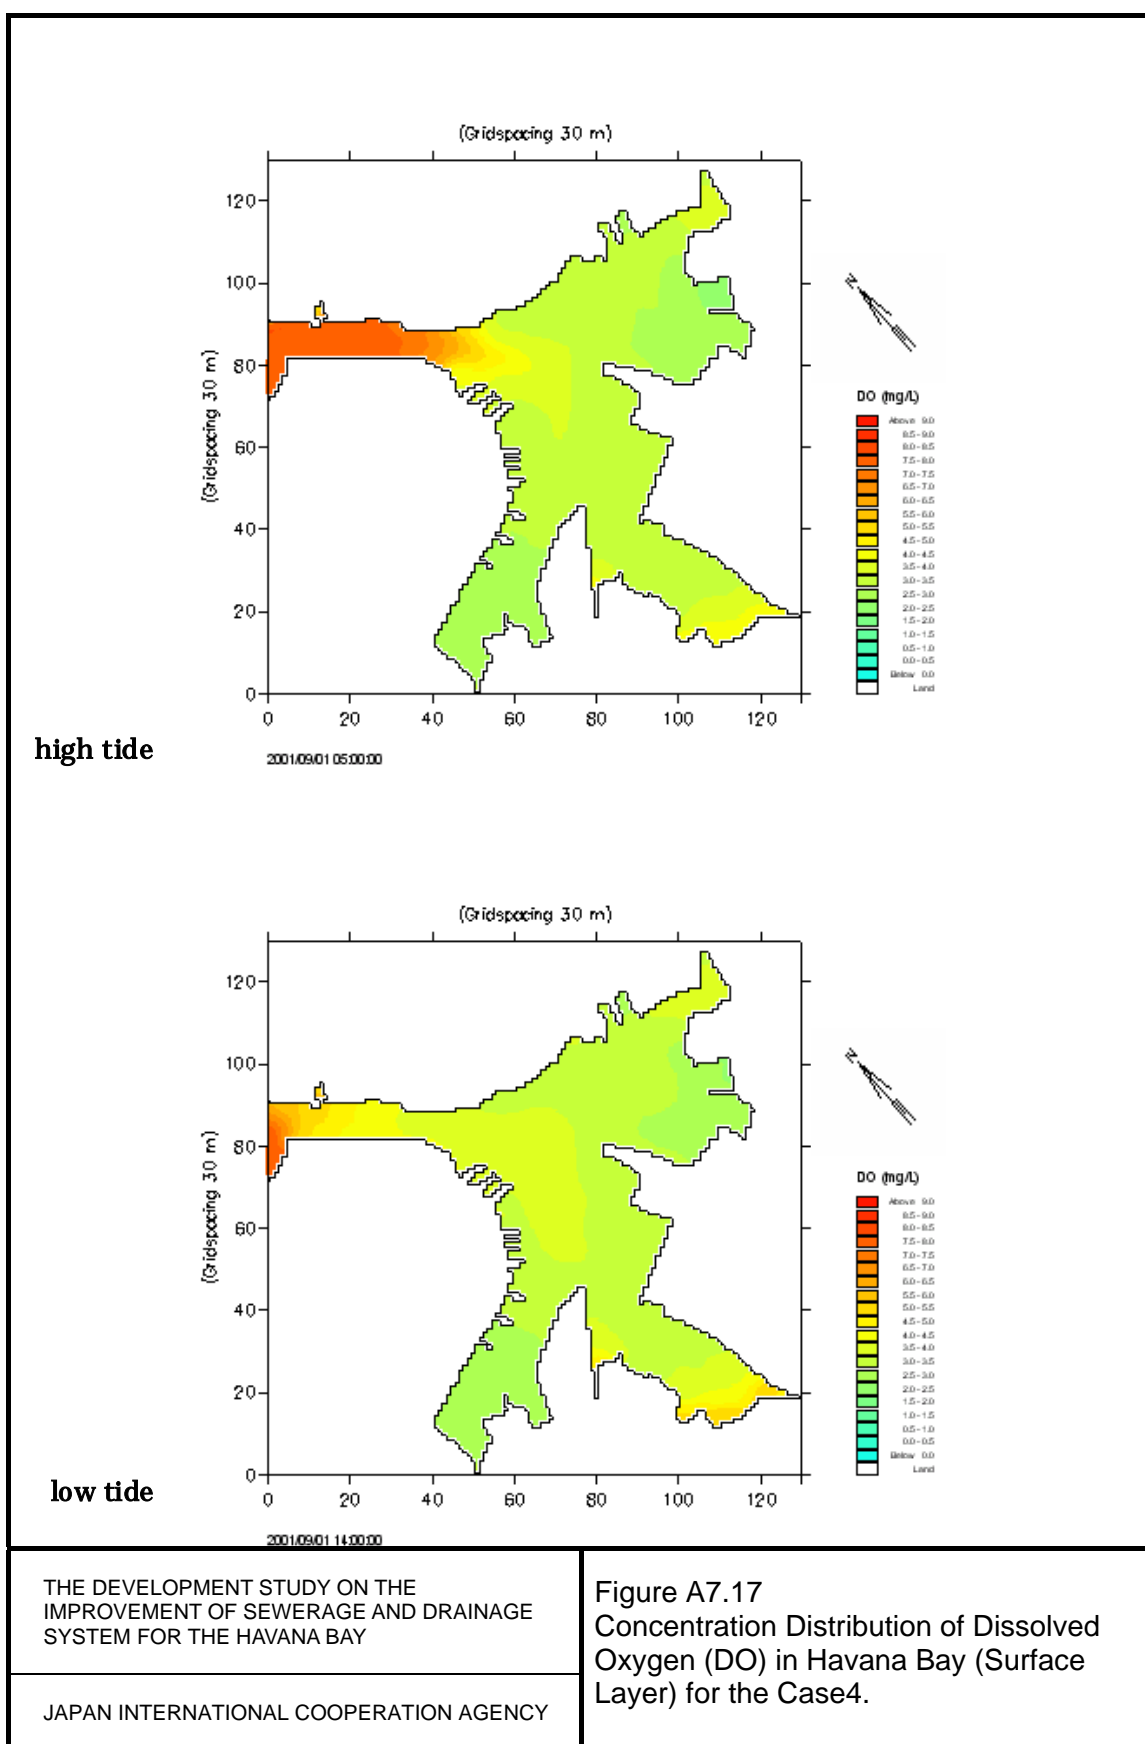 (Gridspacing 30 m)
(Gridspacing 30 m)
120
100
80
60
40
20
0
0 20 40 60 80 100 120
2001/09/01 05:00:00
high tide
N
DO (mg/L)
Above 9.0
8.5 - 9.0
8.0 - 8.5
7.5 - 8.0
7.0 - 7.5
6.5 - 7.0
6.0 - 6.5
5.5 - 6.0
5.0 - 5.5
4.5 - 5.0
4.0 - 4.5
3.5 - 4.0
3.0 - 3.5
2.5 - 3.0
2.0 - 2.5
1.5 - 2.0
1.0 - 1.5
0.5 - 1.0
0.0 - 0.5
Below 0.0
Land
(Gridspacing 30 m)
(Gridspacing 30 m)
120
100
80
60
40
20
0
0 20 40 60 80 100 120
2001/09/01 14:00:00
low tide
N
DO (mg/L)
Above 9.0
8.5 - 9.0
8.0 - 8.5
7.5 - 8.0
7.0 - 7.5
6.5 - 7.0
6.0 - 6.5
5.5 - 6.0
5.0 - 5.5
4.5 - 5.0
4.0 - 4.5
3.5 - 4.0
3.0 - 3.5
2.5 - 3.0
2.0 - 2.5
1.5 - 2.0
1.0 - 1.5
0.5 - 1.0
0.0 - 0.5
Below 0.0
Land
THE DEVELOPMENT STUDY ON THE
IMPROVEMENT OF SEWERAGE AND DRAINAGE
SYSTEM FOR THE HAVANA BAY
JAPAN INTERNATIONAL COOPERATION AGENCY
Figure A7.17
Concentration Distribution of Dissolved
Oxygen (DO) in Havana Bay (Surface
Layer) for the Case4.